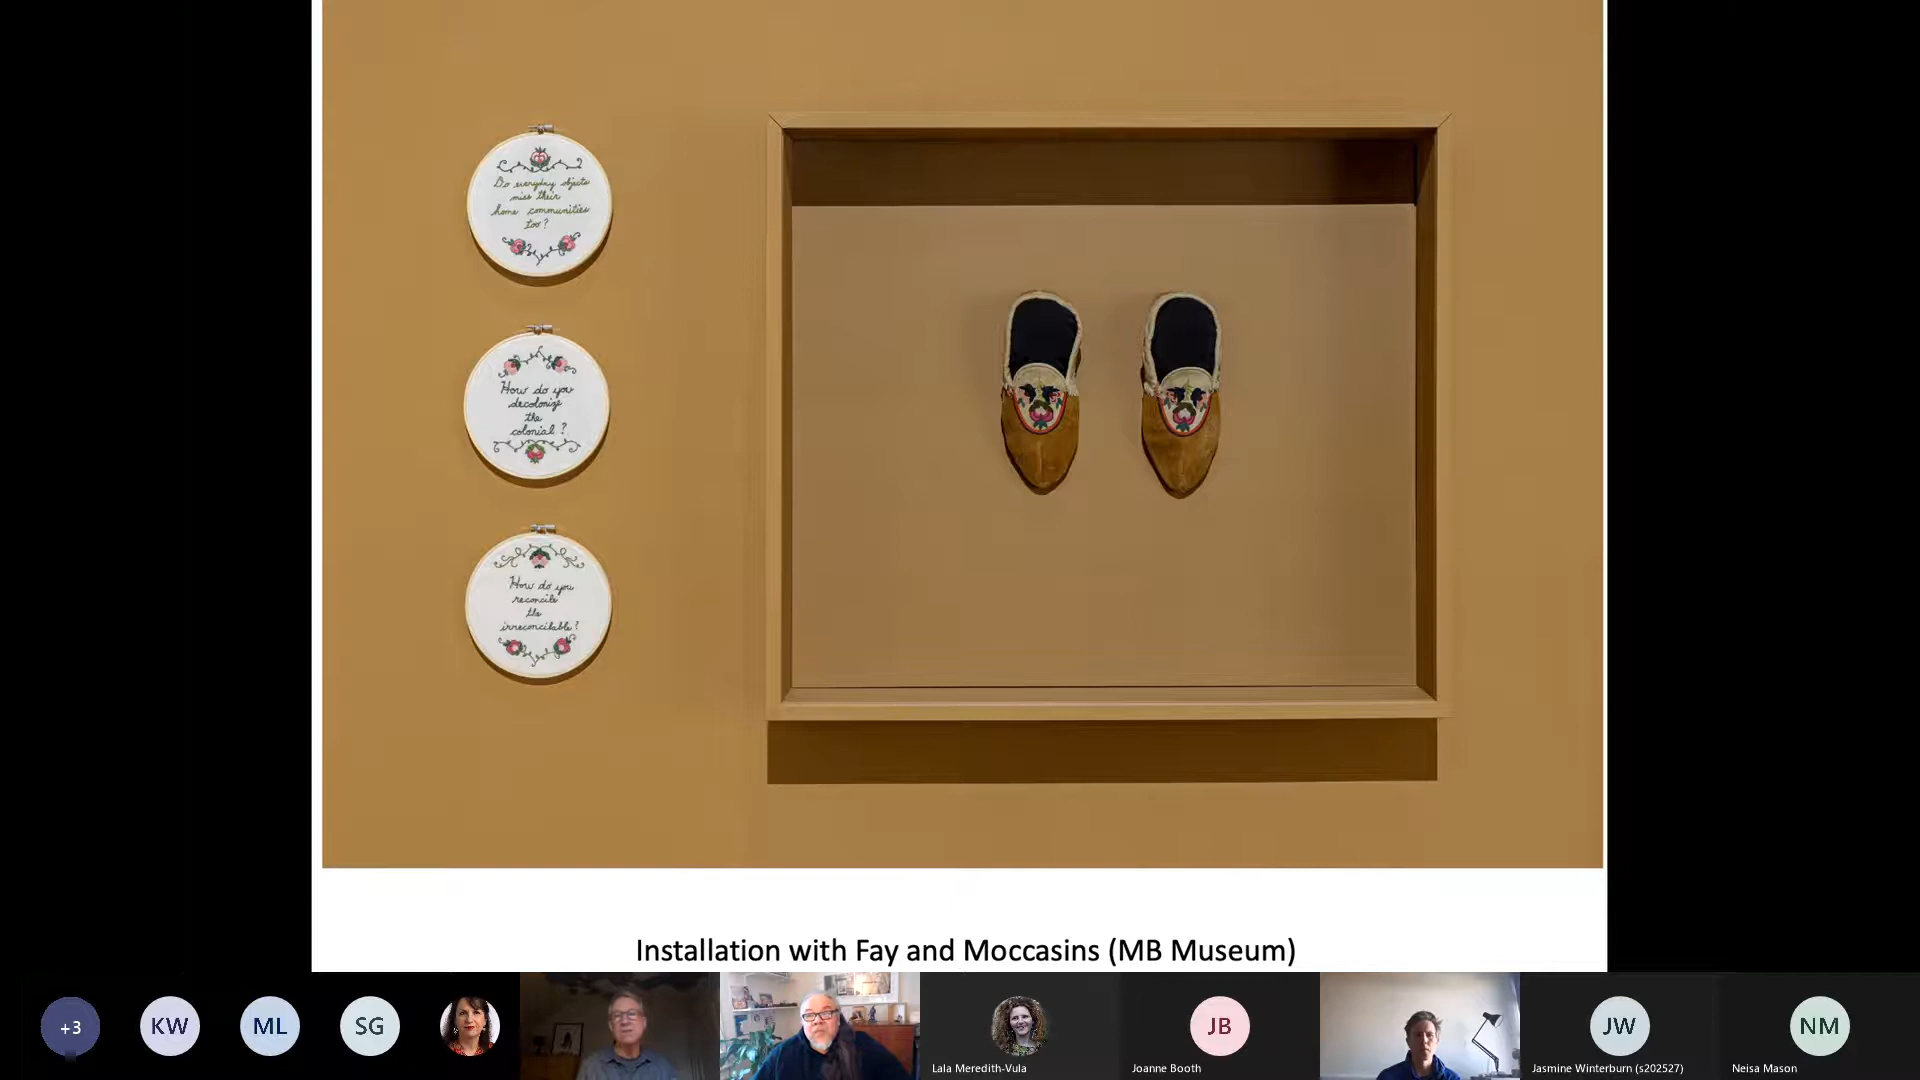 Do everyday objects
miss their
home communities
too?
How do you
decolonize
the
colonial?
How do you
reconcile
the
irreconcilable?
Installation with Fay and Moccasins (MB Museum)
+3
KW
ML
SG
Lala Meredith-Vula
JB
Joanne Booth
JW
Jasmine Winterburn (s202527)
NM
Neisa Mason